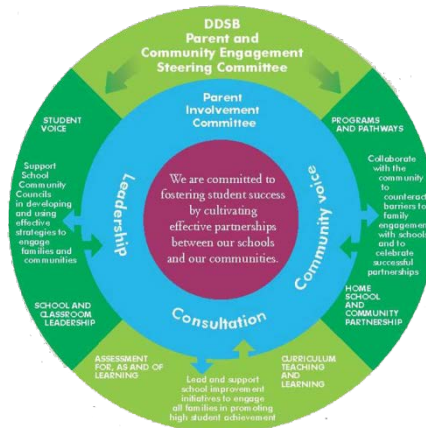 DDSB
Parent and
Community Engagement
Steering Committee
STUDENT
VOICE
Support
School
Community
Councils in
developing and
using effective
strategies to
engage
families and
communities
SCHOOL AND
CLASSROOM
LEADERSHIP
Parent
Involvement
Committee
Leadership
Community voice
Consultation
We are committed to
fostering student success
by cultivating
effective partnerships
between our schools
and our communities.
PROGRAMS
AND PATHWAYS
Collaborate
with the
community
to
counteract
barriers to
family
engagement
with schools
and to
celebrate
successful
partnerships
HOME
SCHOOL
AND
COMMUNITY
PARTNERSHIP
ASSESSMENT
FOR, AS AND OF
LEARNING
Lead and support
school improvement
initiatives to engage
all families in promoting
high student achievement
CURRICULUM
TEACHING
AND
LEARNING